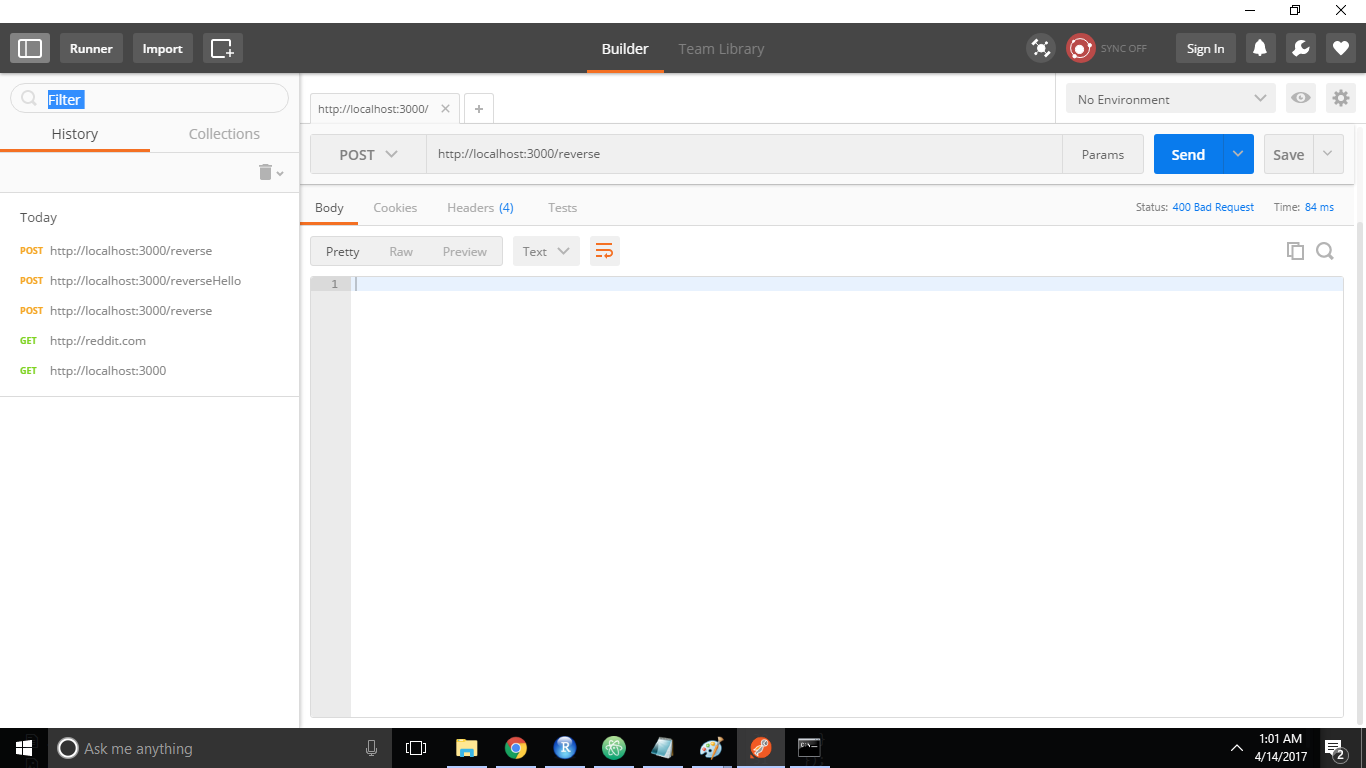 Runner Import Builder Team Library SYNC OFF Sign In
Filter
http://localhost:3000/ No Environment
History Collections
POST http://localhost:3000/reverse Params Send Save
Body Cookies Headers (4) Tests Status: 400 Bad Request Time: 84 ms
Today
Pretty Raw Preview Text
POST http://localhost:3000/reverse
POST http://localhost:3000/reverseHello
1
POST http://localhost:3000/reverse
GET http://reddit.com
GET http://localhost:3000
Ask me anything
1:01 AM
4/14/2017
2